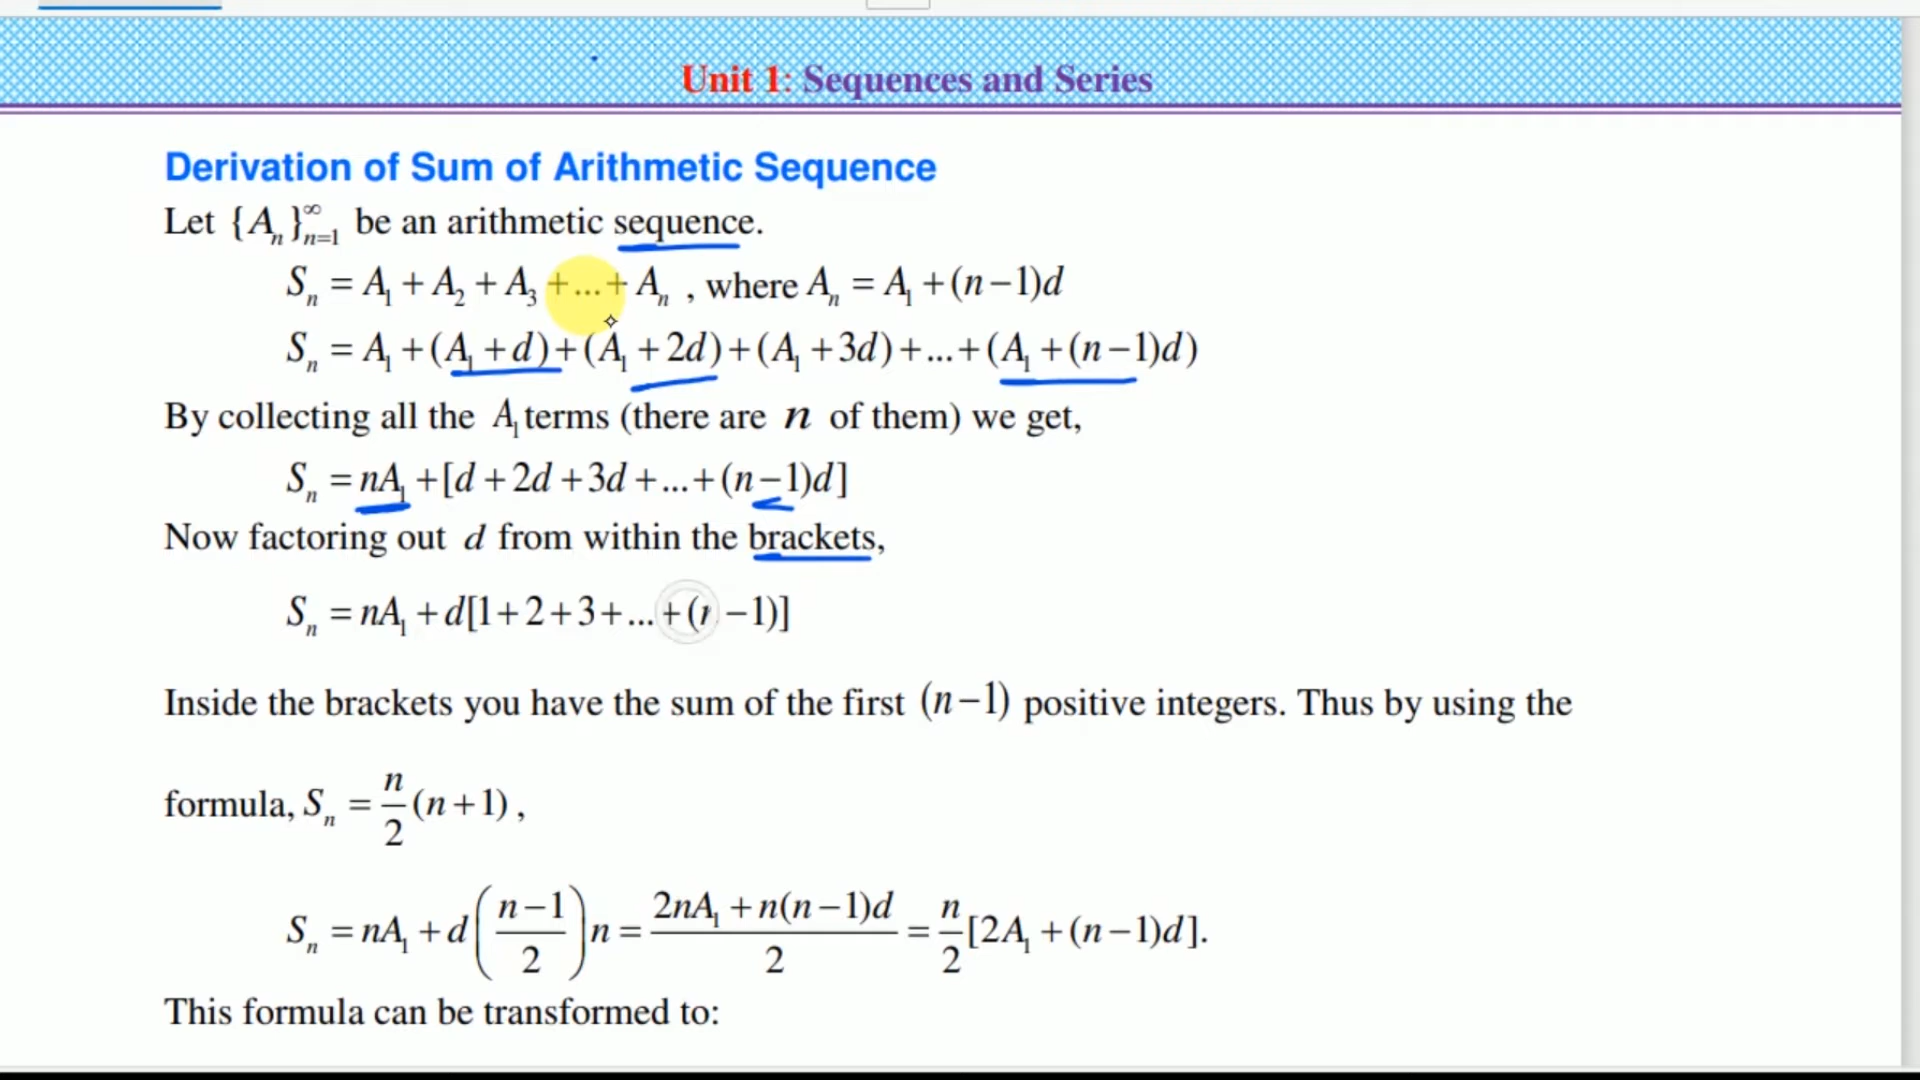 Unit 1: Sequences and Series
Derivation of Sum of Arithmetic Sequence
Let {Aₙ}ₙ₌₁^∞ be an arithmetic sequence.
Sₙ = A₁ + A₂ + A₃ + ... + Aₙ , where Aₙ = A₁ + (n−1)d
Sₙ = A₁ + (A₁ + d) + (A₁ + 2d) + (A₁ + 3d) + ... + (A₁ + (n−1)d)
By collecting all the A₁ terms (there are n of them) we get,
Sₙ = nA₁ + [d + 2d + 3d + ... + (n−1)d]
Now factoring out d from within the brackets,
Sₙ = nA₁ + d[1+2+3+...+(n−1)]
Inside the brackets you have the sum of the first (n−1) positive integers. Thus by using the
formula, Sₙ = n/2 (n+1) ,
Sₙ = nA₁ + d((n−1)/2)n = (2nA₁ + n(n−1)d)/2 = n/2 [2A₁ + (n−1)d].
This formula can be transformed to: